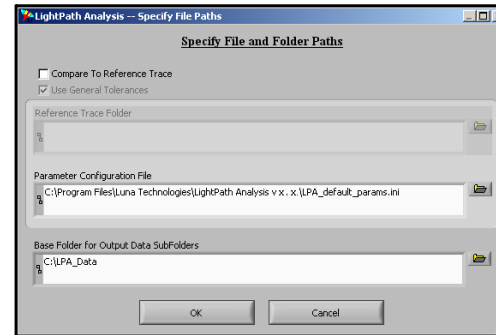 LightPath Analysis -- Specify File Paths
Specify File and Folder Paths
Compare To Reference Trace
Use General Tolerances
Reference Trace Folder
Parameter Configuration File
C:\Program Files\Luna Technologies\LightPath Analysis v x . x.\LPA_default_params.ini
Base Folder for Output Data SubFolders
C:\LPA_Data
OK Cancel